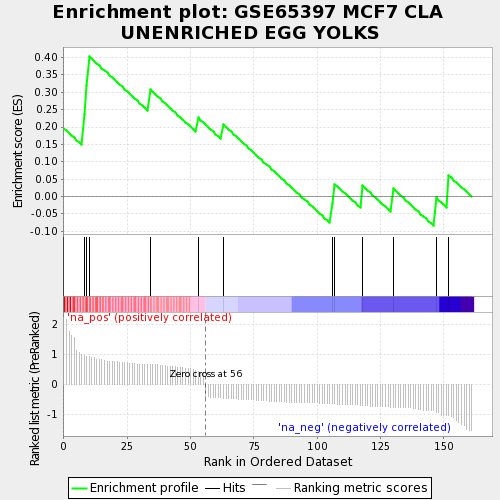 Enrichment plot: GSE65397 MCF7 CLA
UNENRICHED EGG YOLKS
Enrichment score (ES)
0.40
0.35
0.30
0.25
0.20
0.15
0.10
0.05
0.00
-0.05
-0.10
Ranked list metric (PreRanked)
2
1
0
-1
'na_pos' (positively correlated)
Zero cross at 56
'na_neg' (negatively correlated)
0
25
50
75
100
125
150
Rank in Ordered Dataset
Enrichment profile
Hits
Ranking metric scores